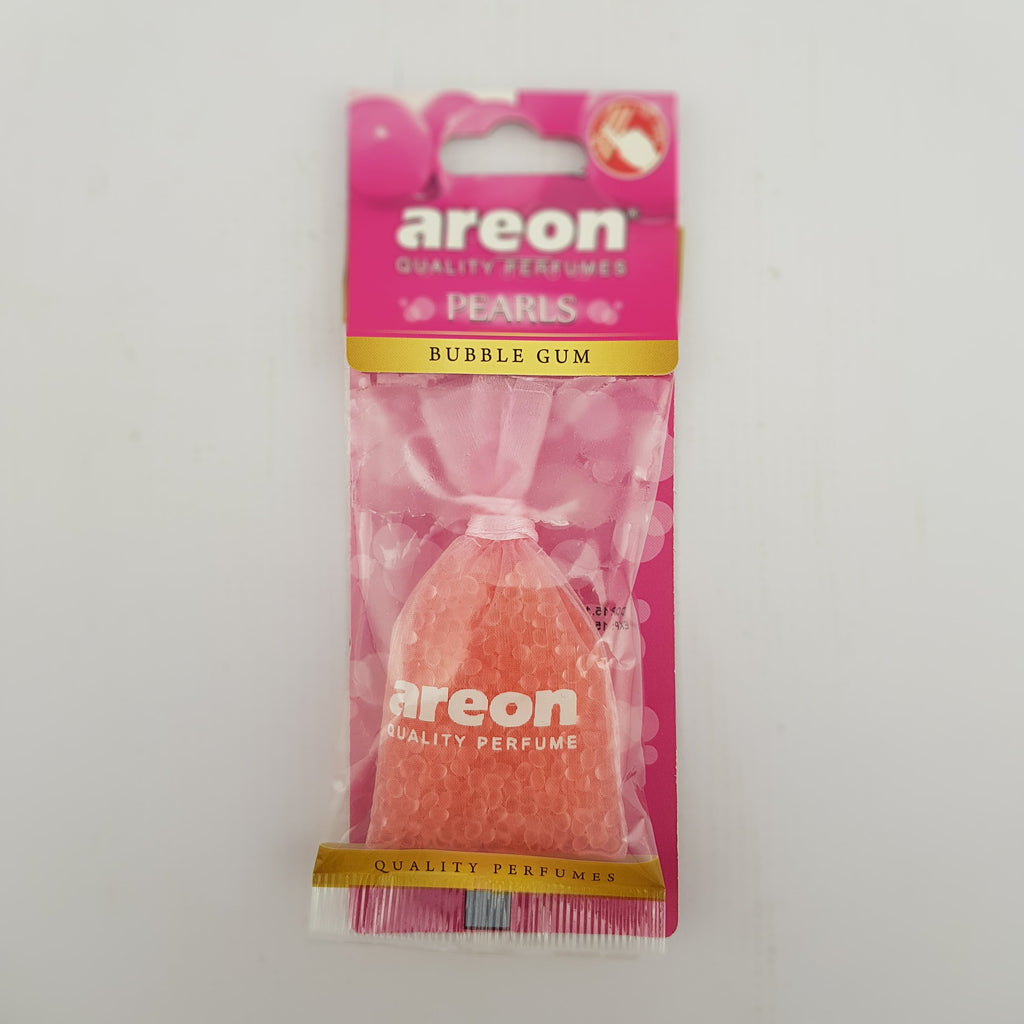 areon
QUALITY PERFUMES
PEARLS
BUBBLE GUM
areon
QUALITY PERFUME
QUALITY PERFUMES